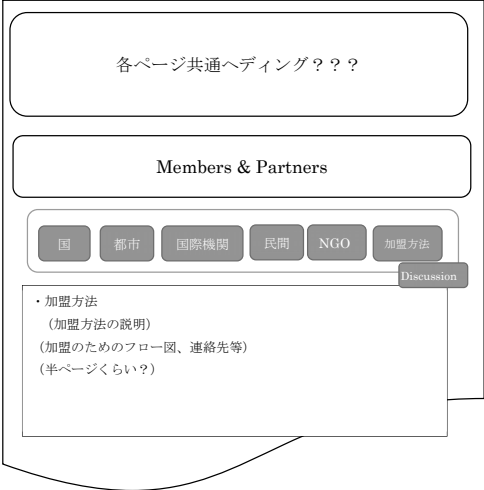 各ページ共通ヘディング？？？
Members & Partners
国 都市 国際機関 民間 NGO 加盟方法
Discussion
・加盟方法
（加盟方法の説明）
（加盟のためのフロー図、連絡先等）
（半ページくらい？）